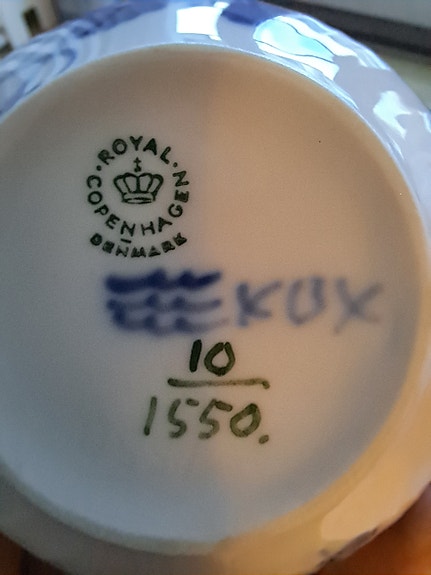 ROYAL
COPENHAGEN
DENMARK
KUX
10
1550.